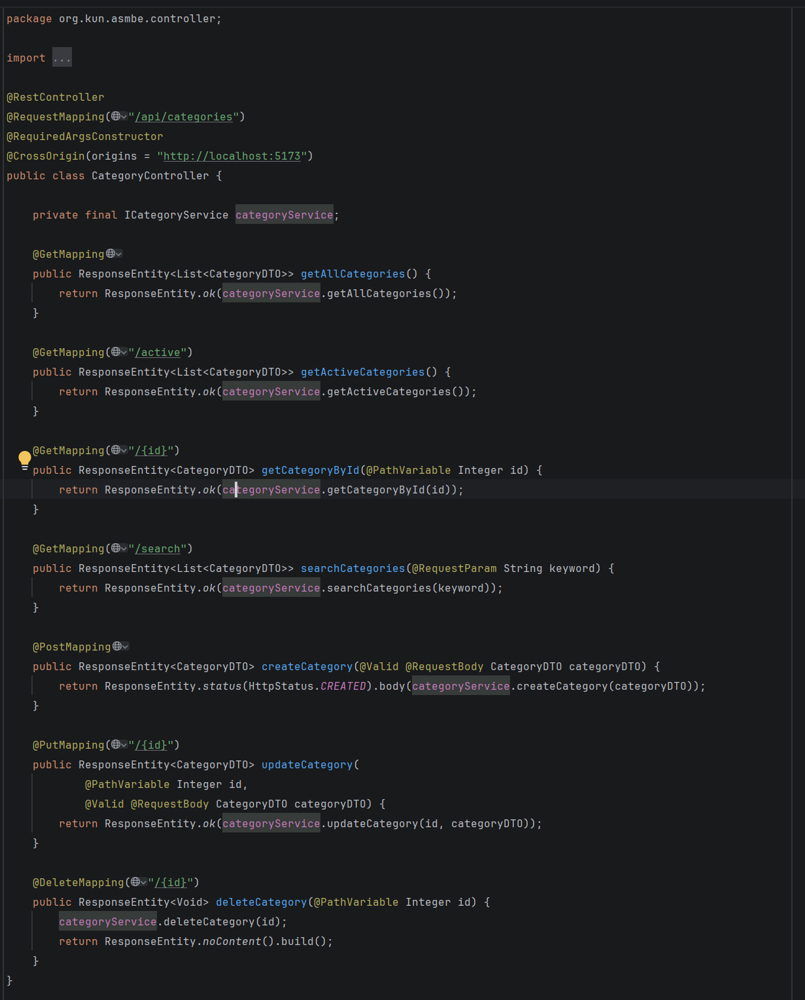 package org.kun.asmbe.controller;
import ...
@RestController
@RequestMapping("/api/categories")
@RequiredArgsConstructor
@CrossOrigin(origins = "http://localhost:5173")
public class CategoryController {
private final ICategoryService categoryService;
@GetMapping
public ResponseEntity<List<CategoryDTO>> getAllCategories() {
return ResponseEntity.ok(categoryService.getAllCategories());
}
@GetMapping("/active")
public ResponseEntity<List<CategoryDTO>> getActiveCategories() {
return ResponseEntity.ok(categoryService.getActiveCategories());
}
@GetMapping("/{id}")
public ResponseEntity<CategoryDTO> getCategoryById(@PathVariable Integer id) {
return ResponseEntity.ok(categoryService.getCategoryById(id));
}
@GetMapping("/search")
public ResponseEntity<List<CategoryDTO>> searchCategories(@RequestParam String keyword) {
return ResponseEntity.ok(categoryService.searchCategories(keyword));
}
@PostMapping
public ResponseEntity<CategoryDTO> createCategory(@Valid @RequestBody CategoryDTO categoryDTO) {
return ResponseEntity.status(HttpStatus.CREATED).body(categoryService.createCategory(categoryDTO));
}
@PutMapping("/{id}")
public ResponseEntity<CategoryDTO> updateCategory(
@PathVariable Integer id,
@Valid @RequestBody CategoryDTO categoryDTO) {
return ResponseEntity.ok(categoryService.updateCategory(id, categoryDTO));
}
@DeleteMapping("/{id}")
public ResponseEntity<Void> deleteCategory(@PathVariable Integer id) {
categoryService.deleteCategory(id);
return ResponseEntity.noContent().build();
}
}